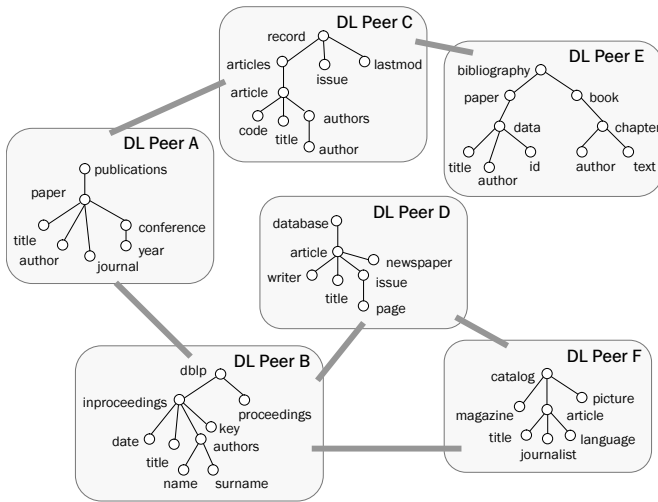 DL Peer C
record
articles
issue
lastmod
article
code
title
authors
author
DL Peer E
bibliography
paper
book
data
chapter
title
author
id
author
text
DL Peer A
publications
paper
title
author
journal
conference
year
DL Peer D
database
article
newspaper
writer
title
issue
page
DL Peer B
dblp
inproceedings
proceedings
date
title
key
authors
name
surname
DL Peer F
catalog
magazine
picture
article
title
journalist
language